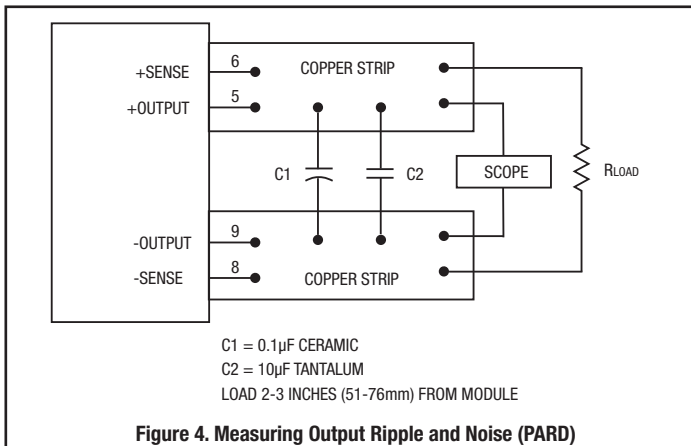 +SENSE 6 COPPER STRIP
+OUTPUT 5
C1 C2 SCOPE RLOAD
-OUTPUT 9
-SENSE 8 COPPER STRIP
C1 = 0.1µF CERAMIC
C2 = 10µF TANTALUM
LOAD 2-3 INCHES (51-76mm) FROM MODULE
Figure 4. Measuring Output Ripple and Noise (PARD)